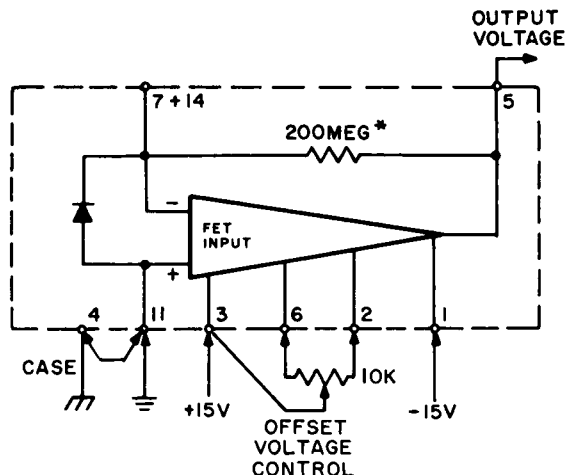 OUTPUT
VOLTAGE
7 + 14
5
200MEG*
-
FET
INPUT
+
4
11
3
6
2
1
CASE
10K
+15V
-15V
OFFSET
VOLTAGE
CONTROL